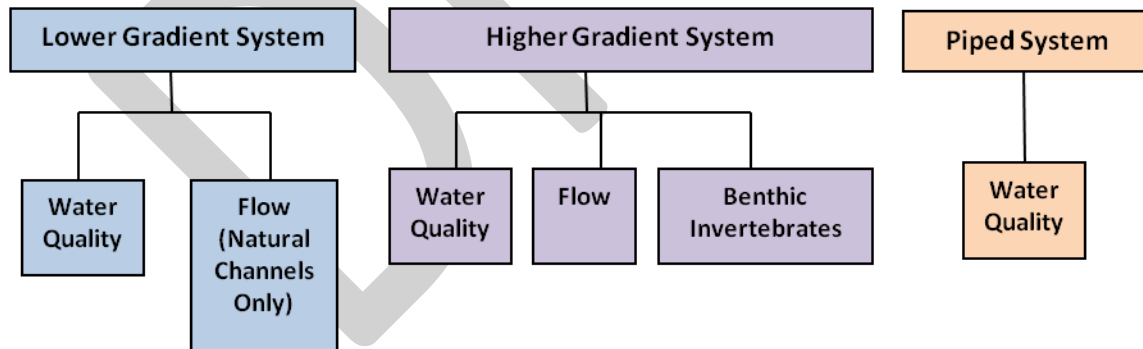 Lower Gradient System
Higher Gradient System
Piped System
Water
Quality
Flow
(Natural
Channels
Only)
Water
Quality
Flow
Benthic
Invertebrates
Water
Quality